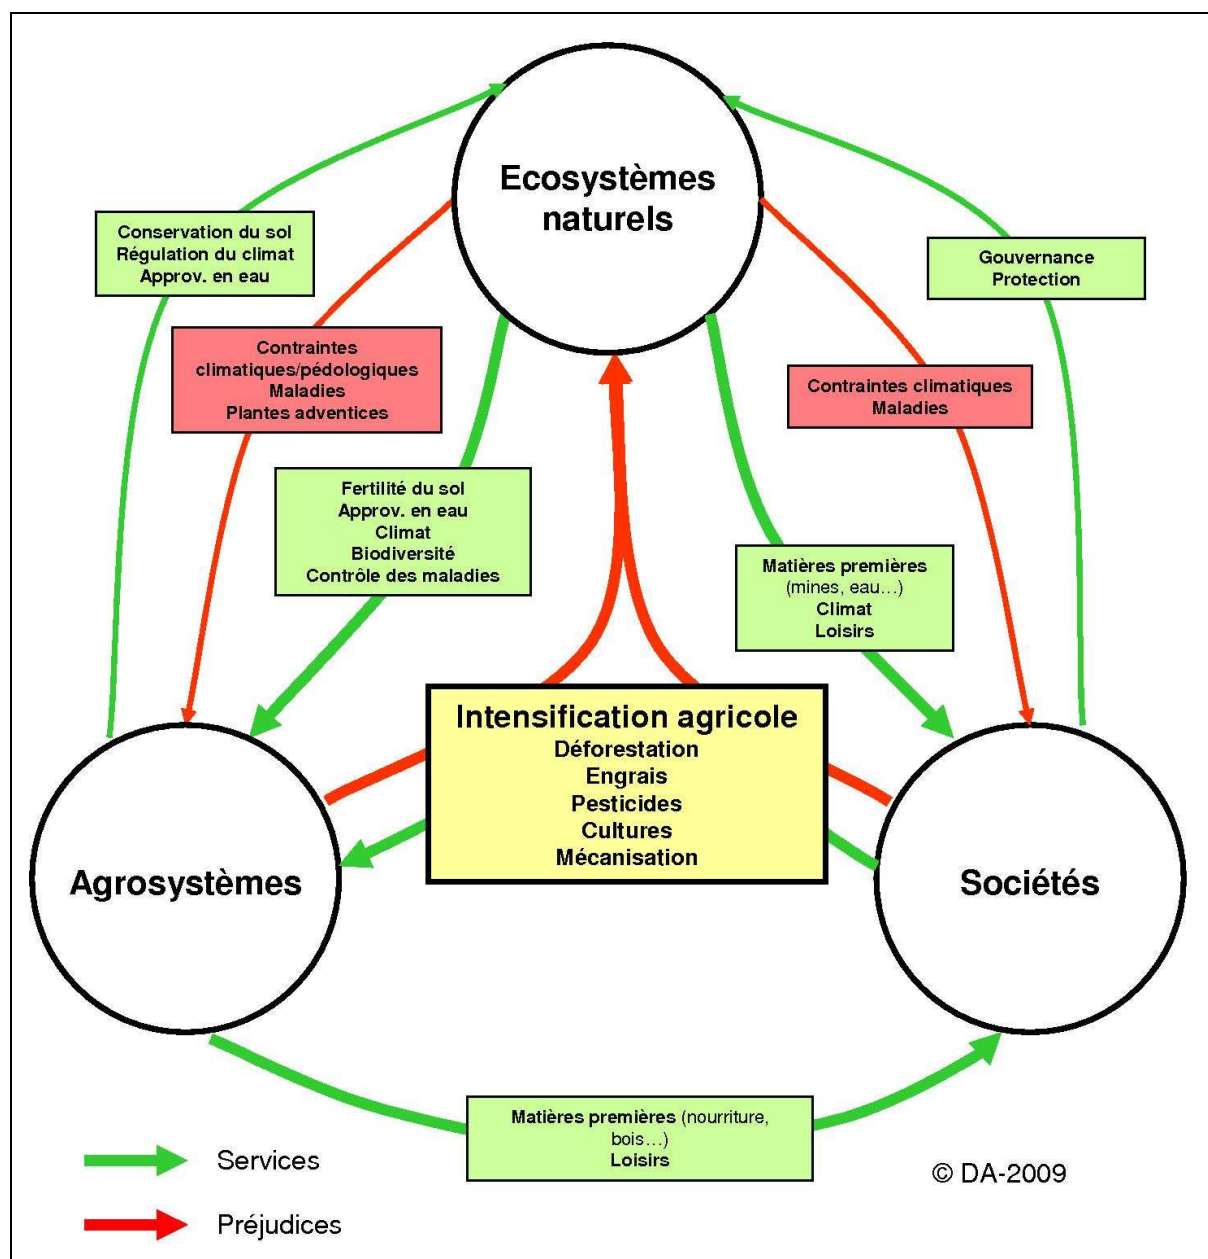 Ecosystèmes
naturels
Conservation du sol
Régulation du climat
Approv. en eau
Gouvernance
Protection
Contraintes
climatiques/pédologiques
Maladies
Plantes adventices
Contraintes climatiques
Maladies
Fertilité du sol
Approv. en eau
Climat
Biodiversité
Contrôle des maladies
Matières premières
(mines, eau…)
Climat
Loisirs
Intensification agricole
Déforestation
Engrais
Pesticides
Cultures
Mécanisation
Agrosystèmes
Sociétés
Matières premières (nourriture,
bois…)
Loisirs
Services
Préjudices
© DA-2009